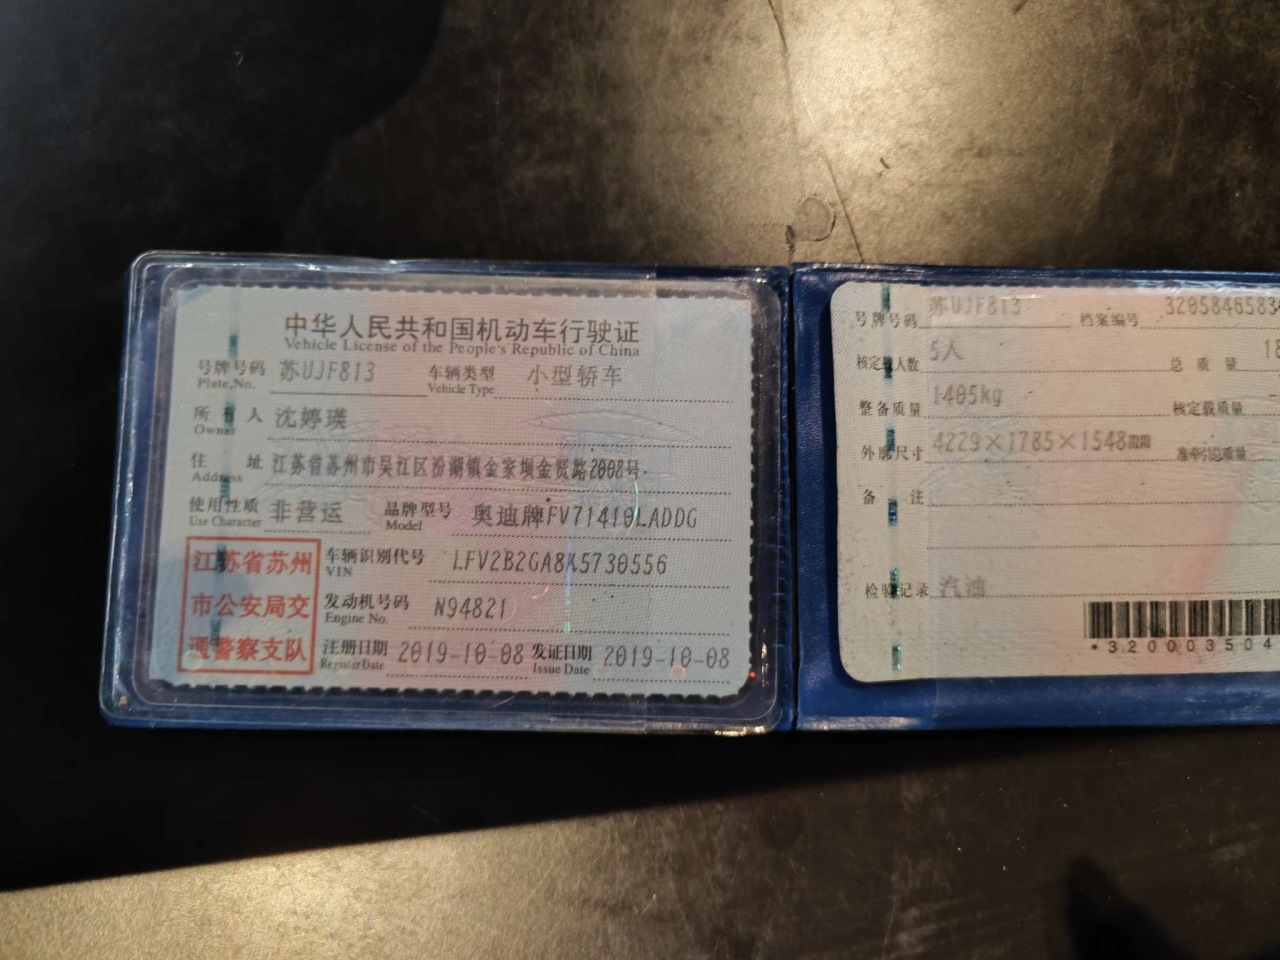 中华人民共和国机动车行驶证
Vehicle License of the People's Republic of China
号牌号码 苏UJF813 车辆类型 小型轿车
Plate No. Vehicle Type
所有人 沈婷瑛
Owner
住址 江苏省苏州市吴江区汾湖镇金家坝金贸路2008号
Address
使用性质 非营运 品牌型号 奥迪牌FV71410LADDG
Use Character Model
江苏省苏州
市公安局交
通警察支队
车辆识别代号 LFV2B2GA8K5730556
VIN
发动机号码 N94821
Engine No.
注册日期 2019-10-08 发证日期 2019-10-08
Register Date Issue Date
号牌号码 苏UJF813 档案编号 32058465834
核定载人数 5人 总质量 18
整备质量 1405kg 核定载质量
外廓尺寸 4229×1785×1548mm 准牵引总质量
备注
检验记录 汽油
*320003504